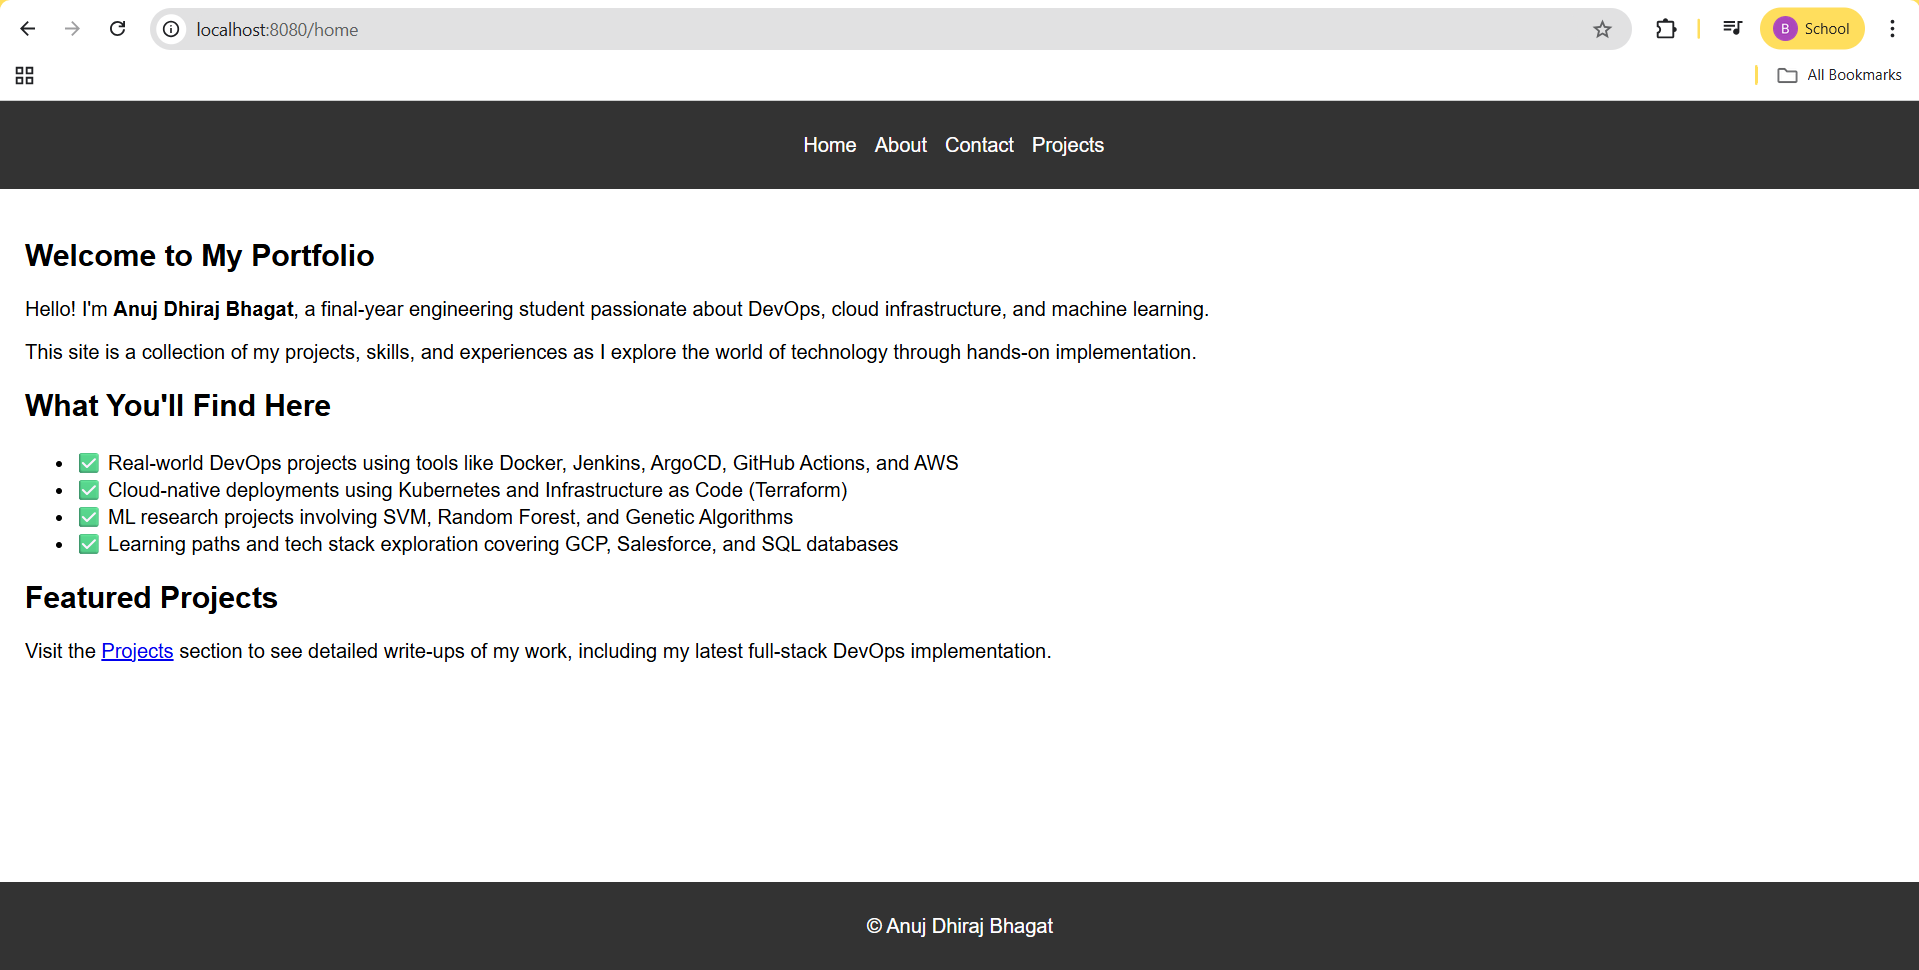 localhost:8080/home
B School
All Bookmarks
Home About Contact Projects
Welcome to My Portfolio
Hello! I'm Anuj Dhiraj Bhagat, a final-year engineering student passionate about DevOps, cloud infrastructure, and machine learning.
This site is a collection of my projects, skills, and experiences as I explore the world of technology through hands-on implementation.
What You'll Find Here
• ✅ Real-world DevOps projects using tools like Docker, Jenkins, ArgoCD, GitHub Actions, and AWS
• ✅ Cloud-native deployments using Kubernetes and Infrastructure as Code (Terraform)
• ✅ ML research projects involving SVM, Random Forest, and Genetic Algorithms
• ✅ Learning paths and tech stack exploration covering GCP, Salesforce, and SQL databases
Featured Projects
Visit the Projects section to see detailed write-ups of my work, including my latest full-stack DevOps implementation.
© Anuj Dhiraj Bhagat